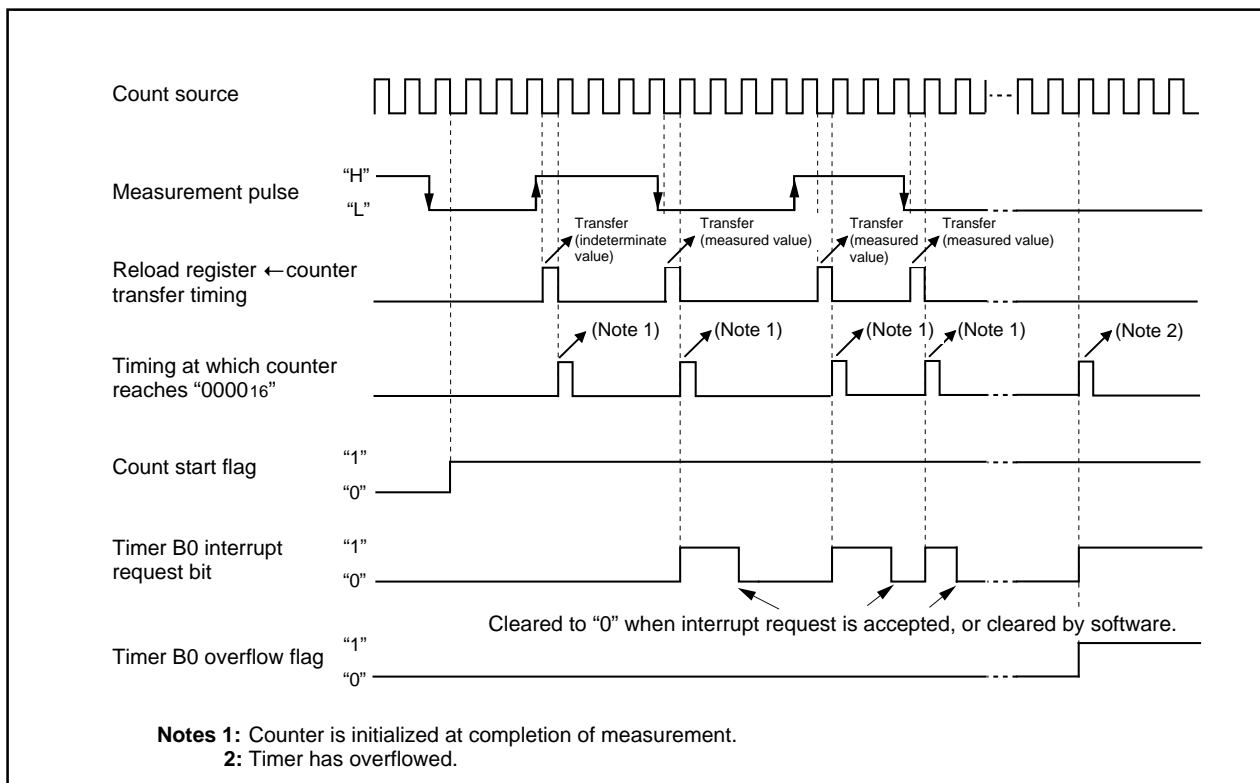 Count source
Measurement pulse
“H”
“L”
Transfer
(indeterminate
value)
Transfer
(measured value)
Transfer
(measured
value)
Transfer
(measured value)
Reload register ←counter
transfer timing
(Note 1)
(Note 1)
(Note 1)
(Note 1)
(Note 2)
Timing at which counter
reaches “000016”
Count start flag
“1”
“0”
Timer B0 interrupt
request bit
“1”
“0”
Cleared to “0” when interrupt request is accepted, or cleared by software.
Timer B0 overflow flag
“1”
“0”
Notes 1: Counter is initialized at completion of measurement.
2: Timer has overflowed.